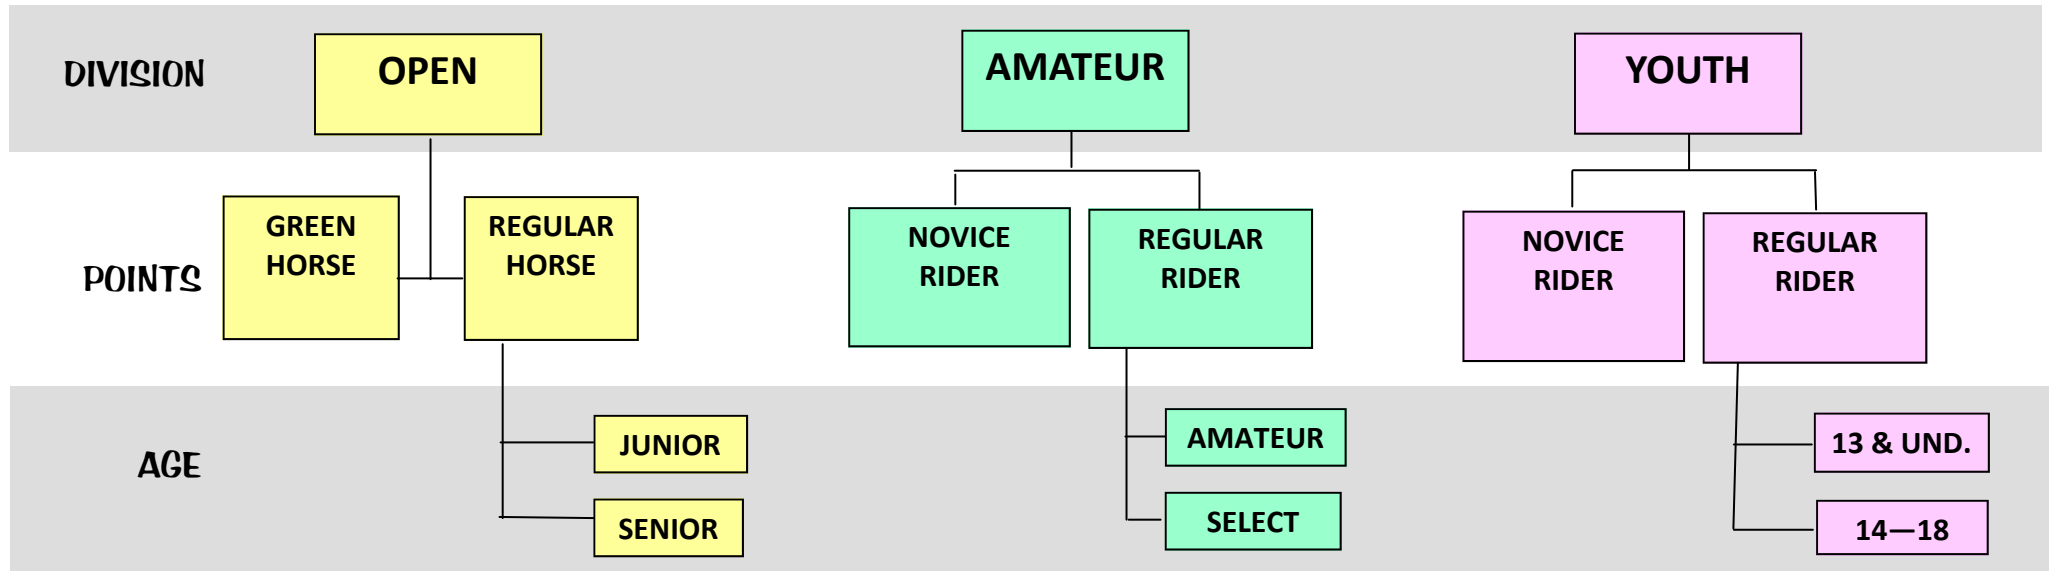 DIVISION
OPEN
AMATEUR
YOUTH
POINTS
GREEN
HORSE
REGULAR
HORSE
NOVICE
RIDER
REGULAR
RIDER
NOVICE
RIDER
REGULAR
RIDER
AGE
JUNIOR
AMATEUR
13 & UND.
SENIOR
SELECT
14—18